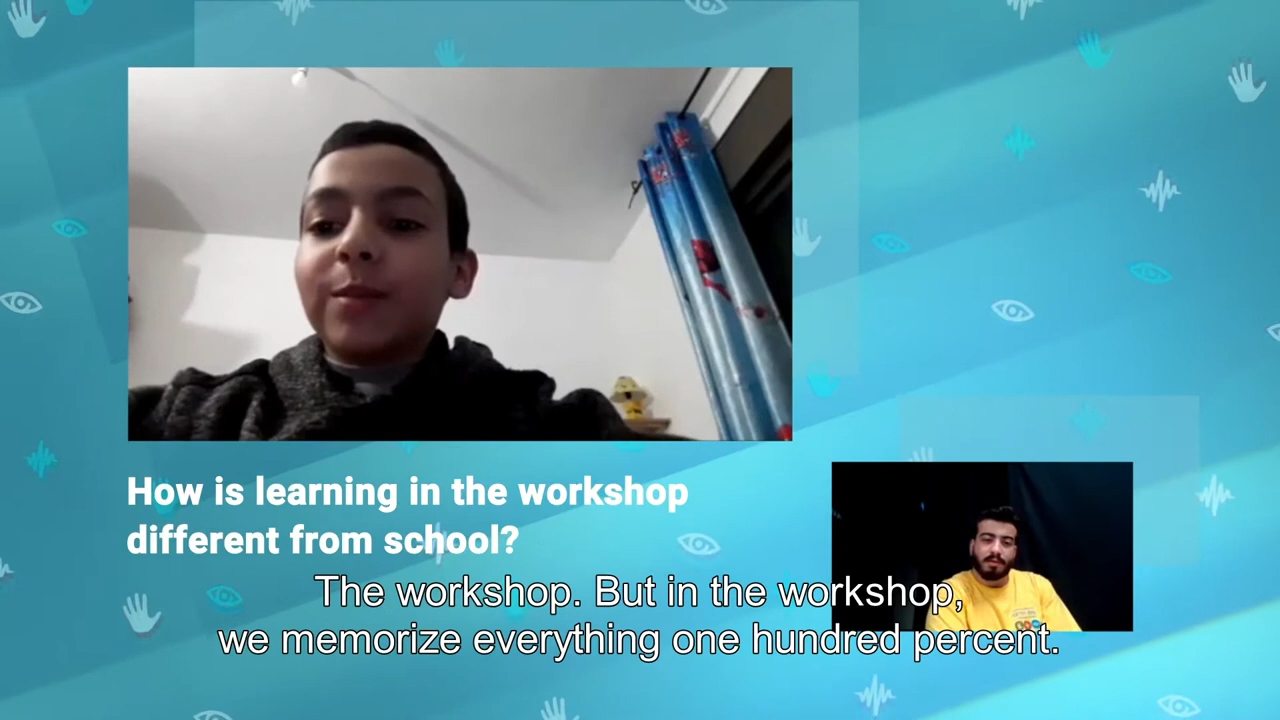 How is learning in the workshop
different from school?
The workshop. But in the workshop,
we memorize everything one hundred percent.